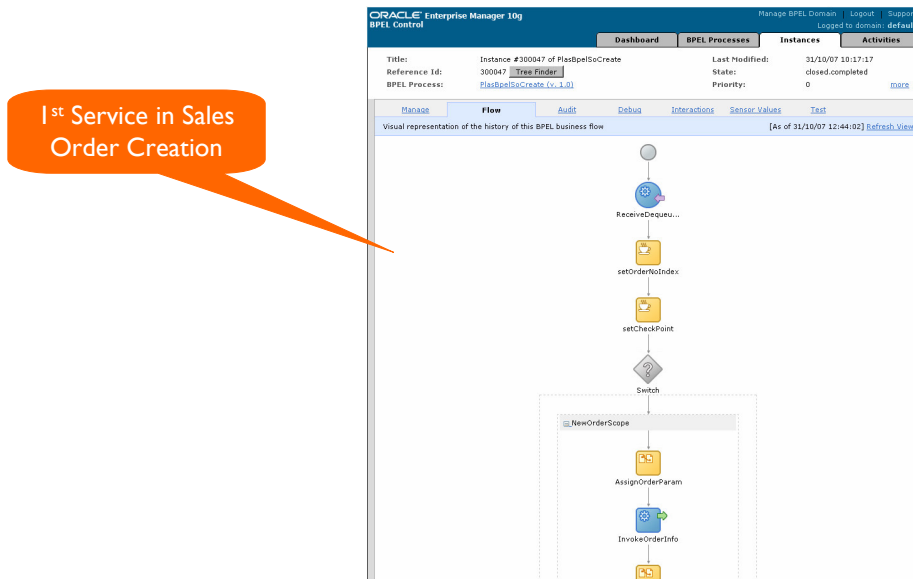 ORACLE Enterprise Manager 10g
BPEL Control
Manage BPEL Domain | Logout | Suppor
Logged to domain: defaul
Dashboard BPEL Processes Instances Activities
Title: Instance #300047 of PlasBpelSoCreate Last Modified: 31/10/07 10:17:17
Reference Id: 300047 Tree Finder State: closed.completed
BPEL Process: PlasBpelSoCreate (v. 1.0) Priority: 0 more
Manage Flow Audit Debug Interactions Sensor Values Test
Visual representation of the history of this BPEL business flow [As of 31/10/07 12:44:02] Refresh View
1st Service in Sales
Order Creation
ReceiveDequeu...
setOrderNoIndex
setCheckPoint
Switch
NewOrderScope
AssignOrderParam
InvokeOrderInfo